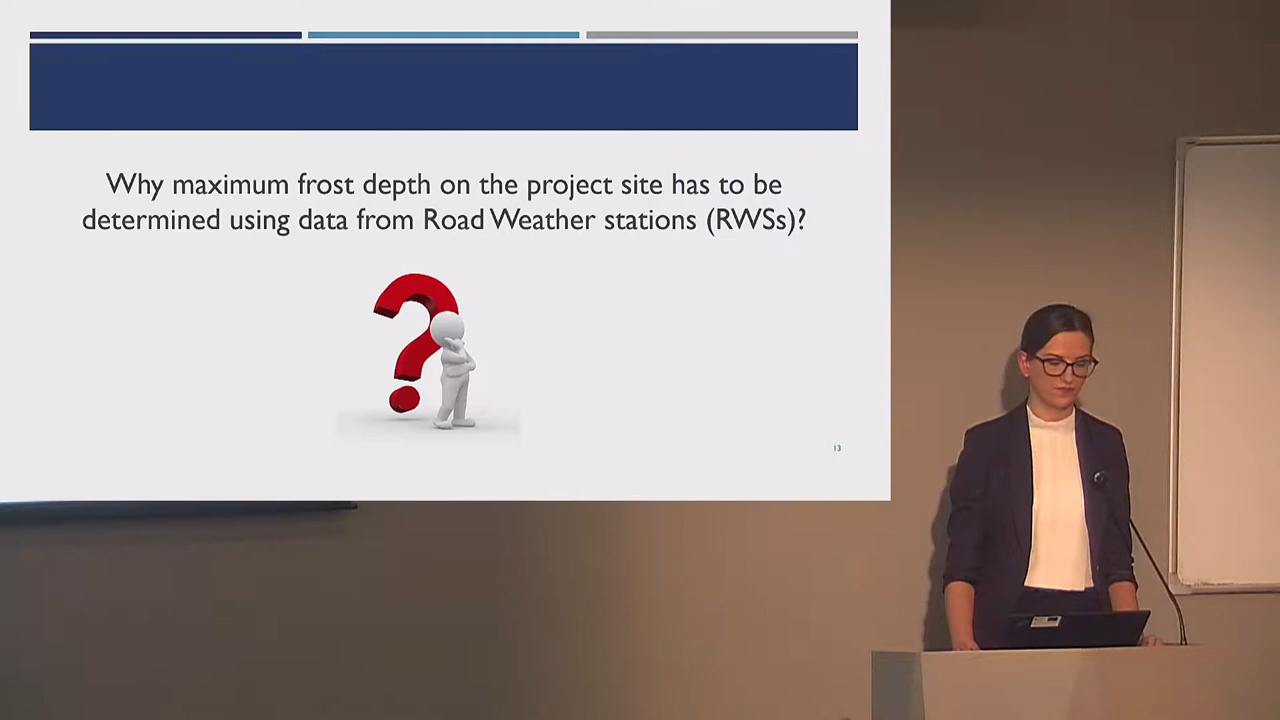 Why maximum frost depth on the project site has to be
determined using data from Road Weather stations (RWSs)?
13